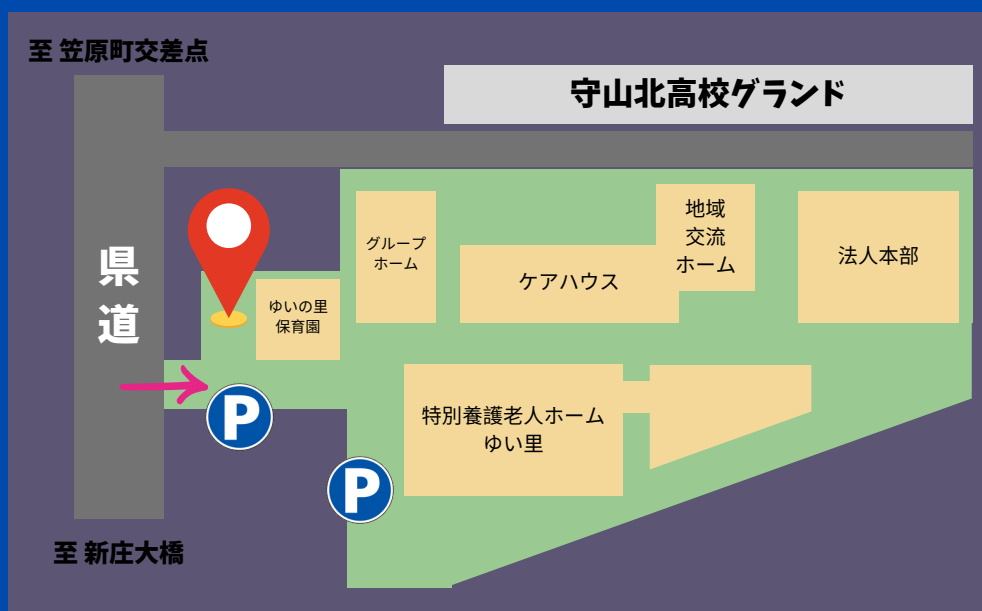 至 笠原町交差点
守山北高校グランド
県
道
グループ
ホーム
ケアハウス
地域
交流
ホーム
法人本部
ゆいの里
保育園
P
特別養護老人ホーム
ゆい里
P
至 新庄大橋